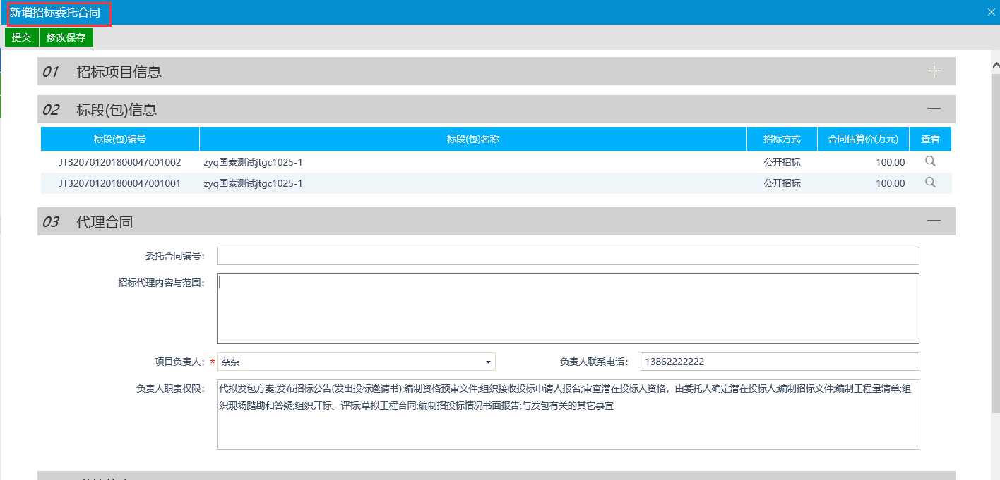 新增招标委托合同
提交 修改保存
01 招标项目信息
02 标段(包)信息
标段(包)编号 标段(包)名称 招标方式 合同估算价(万元) 查看
JT320701201800047001002 zyq国泰测试jtgc1025-1 公开招标 100.00
JT320701201800047001001 zyq国泰测试jtgc1025-1 公开招标 100.00
03 代理合同
委托合同编号：
招标代理内容与范围：
项目负责人：* 杂杂 负责人联系电话： 13862222222
负责人职责权限： 代拟发包方案;发布招标公告(发出投标邀请书);编制资格预审文件;组织接收投标申请人报名;审查潜在投标人资格，由委托人确定潜在投标人;编制招标文件;编制工程量清单;组
织现场踏勘和答疑;组织开标、评标;草拟工程合同;编制招投标情况书面报告;与发包有关的其它事宜